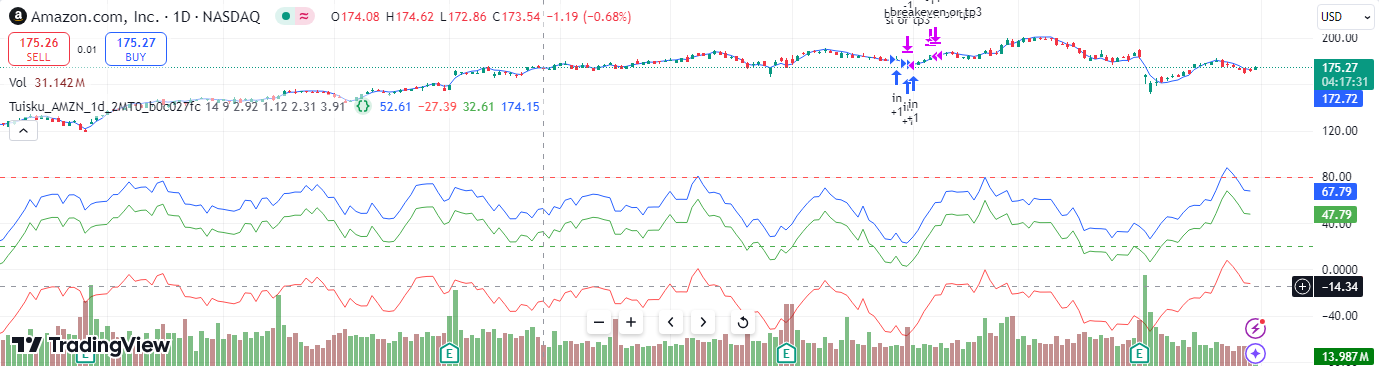 Amazon.com, Inc. · 1D · NASDAQ
O174.08 H174.62 L172.86 C173.54 −1.19 (−0.68%)
175.26
SELL
0.01
175.27
BUY
Vol 31.142 M
Tuisku_AMZN_1d_2MT0_b0c027fc 14 9 2.92 1.12 2.31 3.91 {} 52.61 −27.39 32.61 174.15
-1
breakeven or tp3
in
+1
in
+1
USD
200.00
175.27
04:17:31
172.72
120.00
80.00
67.79
47.79
40.00
0.0000
−14.34
−40.00
13.987 M
E
E
E
E
TradingView